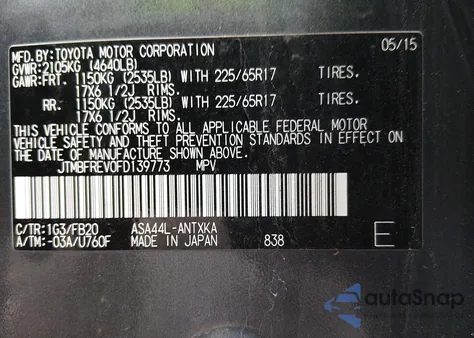 MFD.BY:TOYOTA MOTOR CORPORATION 05/15
GVWR:2105KG (4640LB)
GAWR:FRT. 1150KG (2535LB) WITH 225/65R17 TIRES.
17X6 1/2J RIMS.
RR. 1150KG (2535LB) WITH 225/65R17 TIRES.
17X6 1/2J RIMS.
THIS VEHICLE CONFORMS TO ALL APPLICABLE FEDERAL MOTOR
VEHICLE SAFETY AND THEFT PREVENTION STANDARDS IN EFFECT ON
THE DATE OF MANUFACTURE SHOWN ABOVE.
JTMBFREV0FD139773 MPV
C/TR:1G3/FB20 ASA44L-ANTXKA
A/TM:-03A/U760F MADE IN JAPAN 838 E
autoSnap